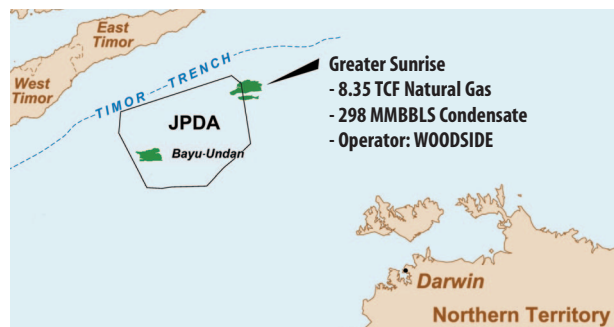 East
Timor
West
Timor
TIMOR - TRENCH
Greater Sunrise
- 8.35 TCF Natural Gas
- 298 MMBBLS Condensate
- Operator: WOODSIDE
JPDA
Bayu-Undan
Darwin
Northern Territory